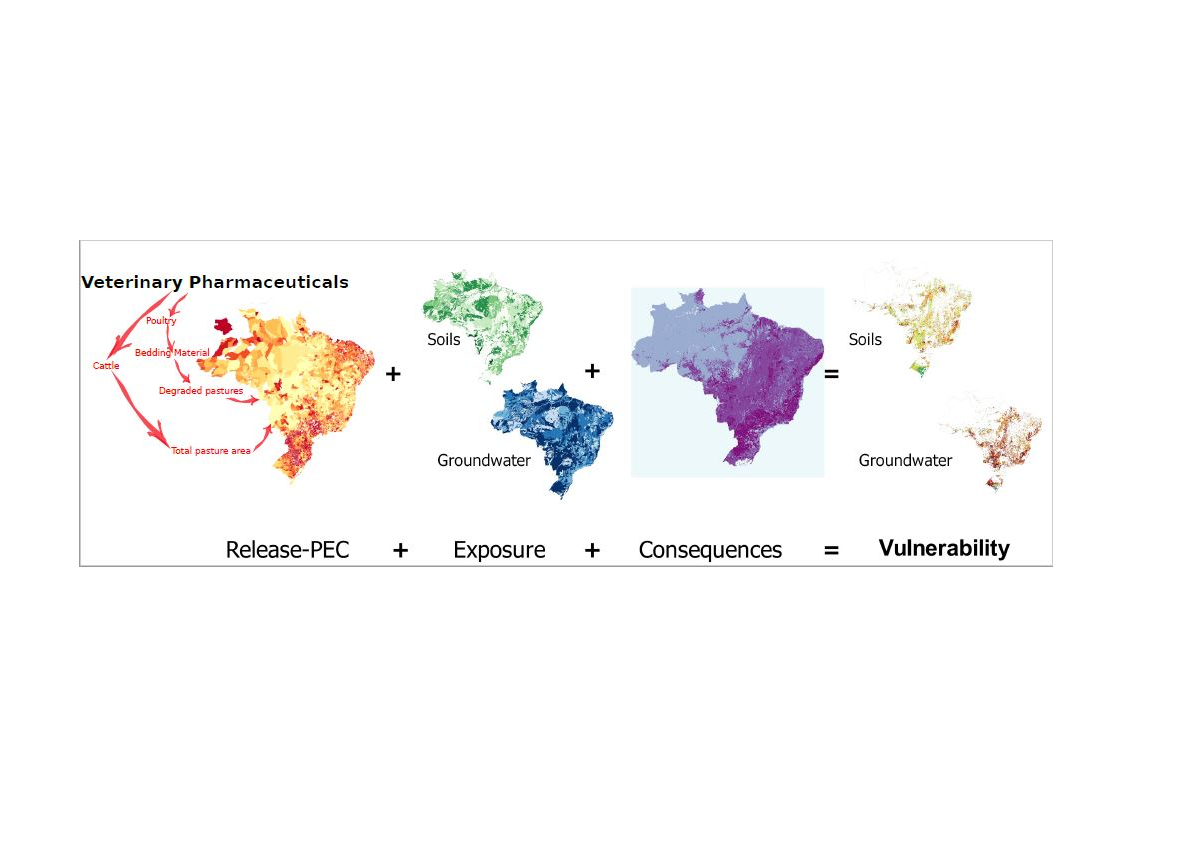 Veterinary Pharmaceuticals
Poultry
Bedding Material
Cattle
Degraded pastures
Total pasture area
+
Soils
Groundwater
+
=
Soils
Groundwater
Release-PEC + Exposure + Consequences = Vulnerability